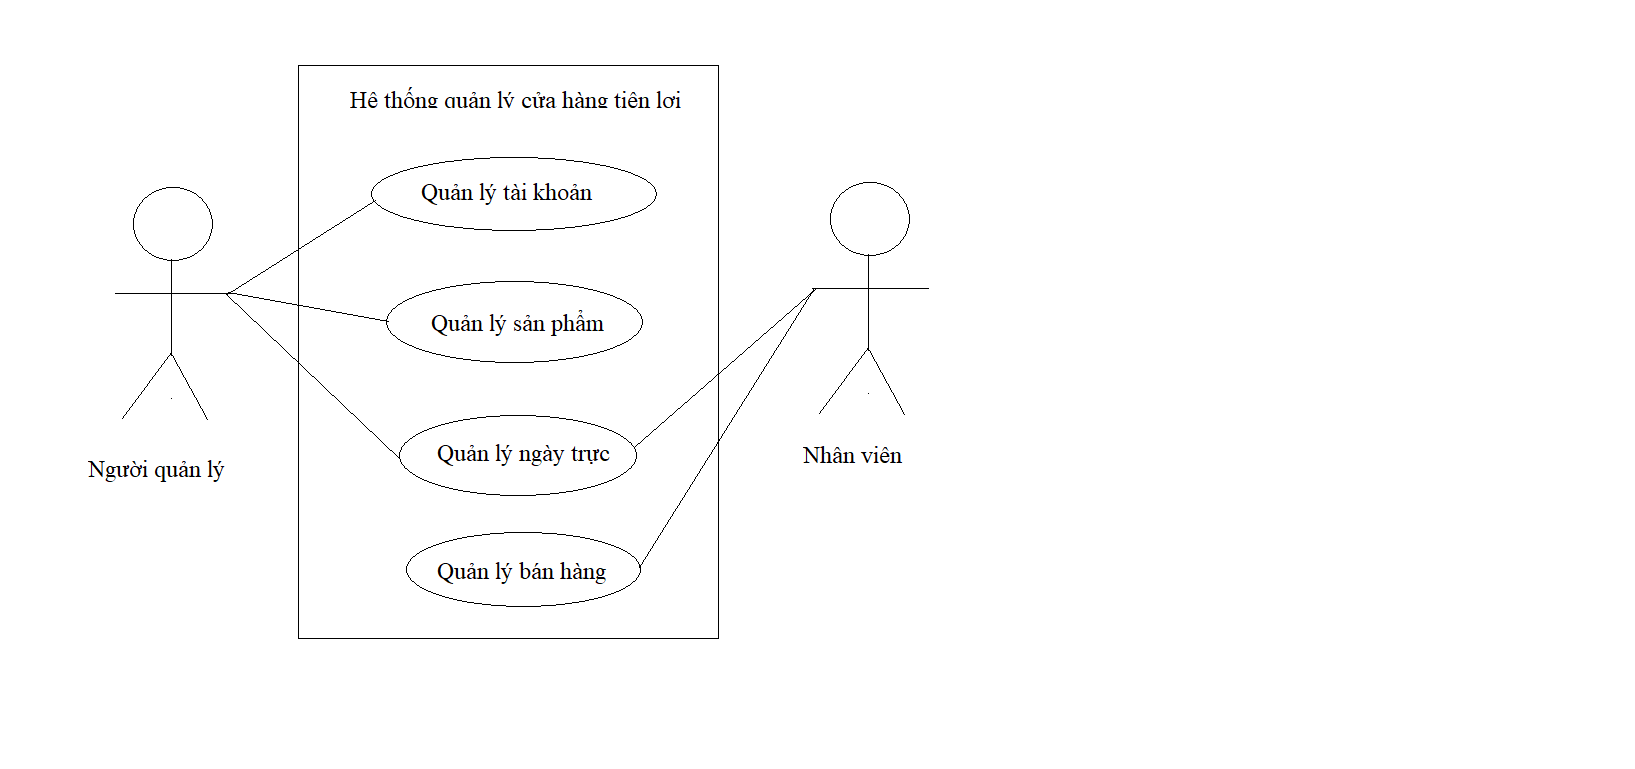 Hệ thống quản lý cửa hàng tiện lợi
Quản lý tài khoản
Quản lý sản phẩm
Quản lý ngày trực
Quản lý bán hàng
Người quản lý
Nhân viên